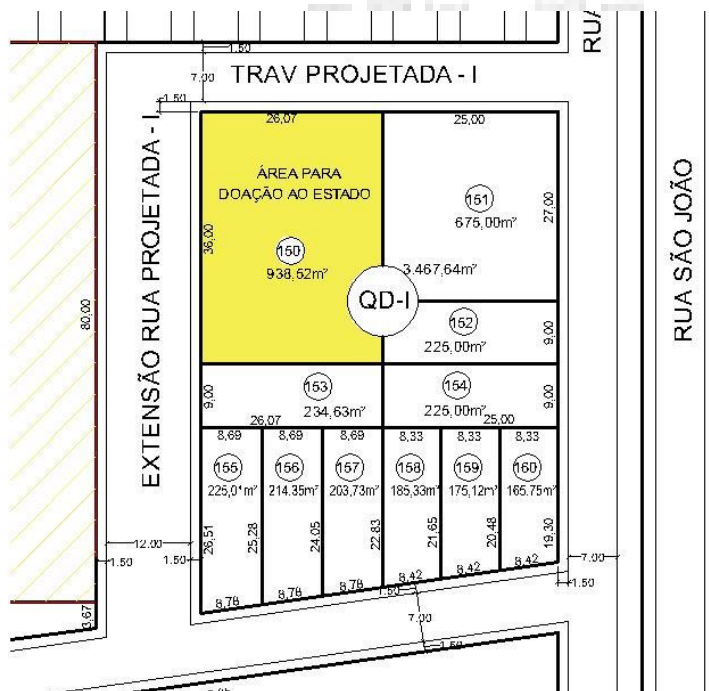 RUA
1.50
TRAV PROJETADA - I
7.00
1.50
26,07
25,00
ÁREA PARA
DOAÇÃO AO ESTADO
150
938,52m²
36,00
151
675,00m²
27,00
3.467,64m²
QD-I
152
225,00m²
9,00
EXTENSÃO RUA PROJETADA - I
RUA SÃO JOÃO
80,00
9,00
153
234,63m²
26,07
154
225,00m²
25,00
9,00
8,69
8,69
8,69
8,33
8,33
8,33
155
156
157
158
159
160
225,01m²
214.35m²
203,73m²
185,33m²
175,12m²
165.75m²
26,51
25,28
24,05
22,83
21,65
20,48
19,30
12.00
1.50
1.50
7.00
1.50
8,78
8,78
8,78
8,42
8,42
8,42
1.50
7.00
1.50
3,67